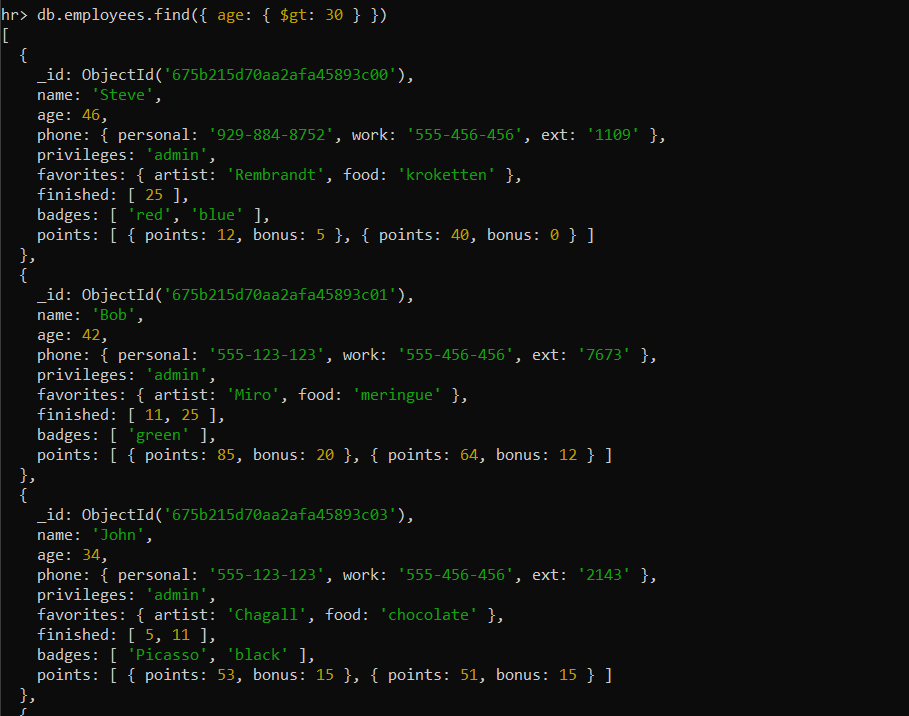 hr> db.employees.find({ age: { $gt: 30 } })
[
  {
    _id: ObjectId('675b215d70aa2afa45893c00'),
    name: 'Steve',
    age: 46,
    phone: { personal: '929-884-8752', work: '555-456-456', ext: '1109' },
    privileges: 'admin',
    favorites: { artist: 'Rembrandt', food: 'kroketten' },
    finished: [ 25 ],
    badges: [ 'red', 'blue' ],
    points: [ { points: 12, bonus: 5 }, { points: 40, bonus: 0 } ]
  },
  {
    _id: ObjectId('675b215d70aa2afa45893c01'),
    name: 'Bob',
    age: 42,
    phone: { personal: '555-123-123', work: '555-456-456', ext: '7673' },
    privileges: 'admin',
    favorites: { artist: 'Miro', food: 'meringue' },
    finished: [ 11, 25 ],
    badges: [ 'green' ],
    points: [ { points: 85, bonus: 20 }, { points: 64, bonus: 12 } ]
  },
  {
    _id: ObjectId('675b215d70aa2afa45893c03'),
    name: 'John',
    age: 34,
    phone: { personal: '555-123-123', work: '555-456-456', ext: '2143' },
    privileges: 'admin',
    favorites: { artist: 'Chagall', food: 'chocolate' },
    finished: [ 5, 11 ],
    badges: [ 'Picasso', 'black' ],
    points: [ { points: 53, bonus: 15 }, { points: 51, bonus: 15 } ]
  },
  {